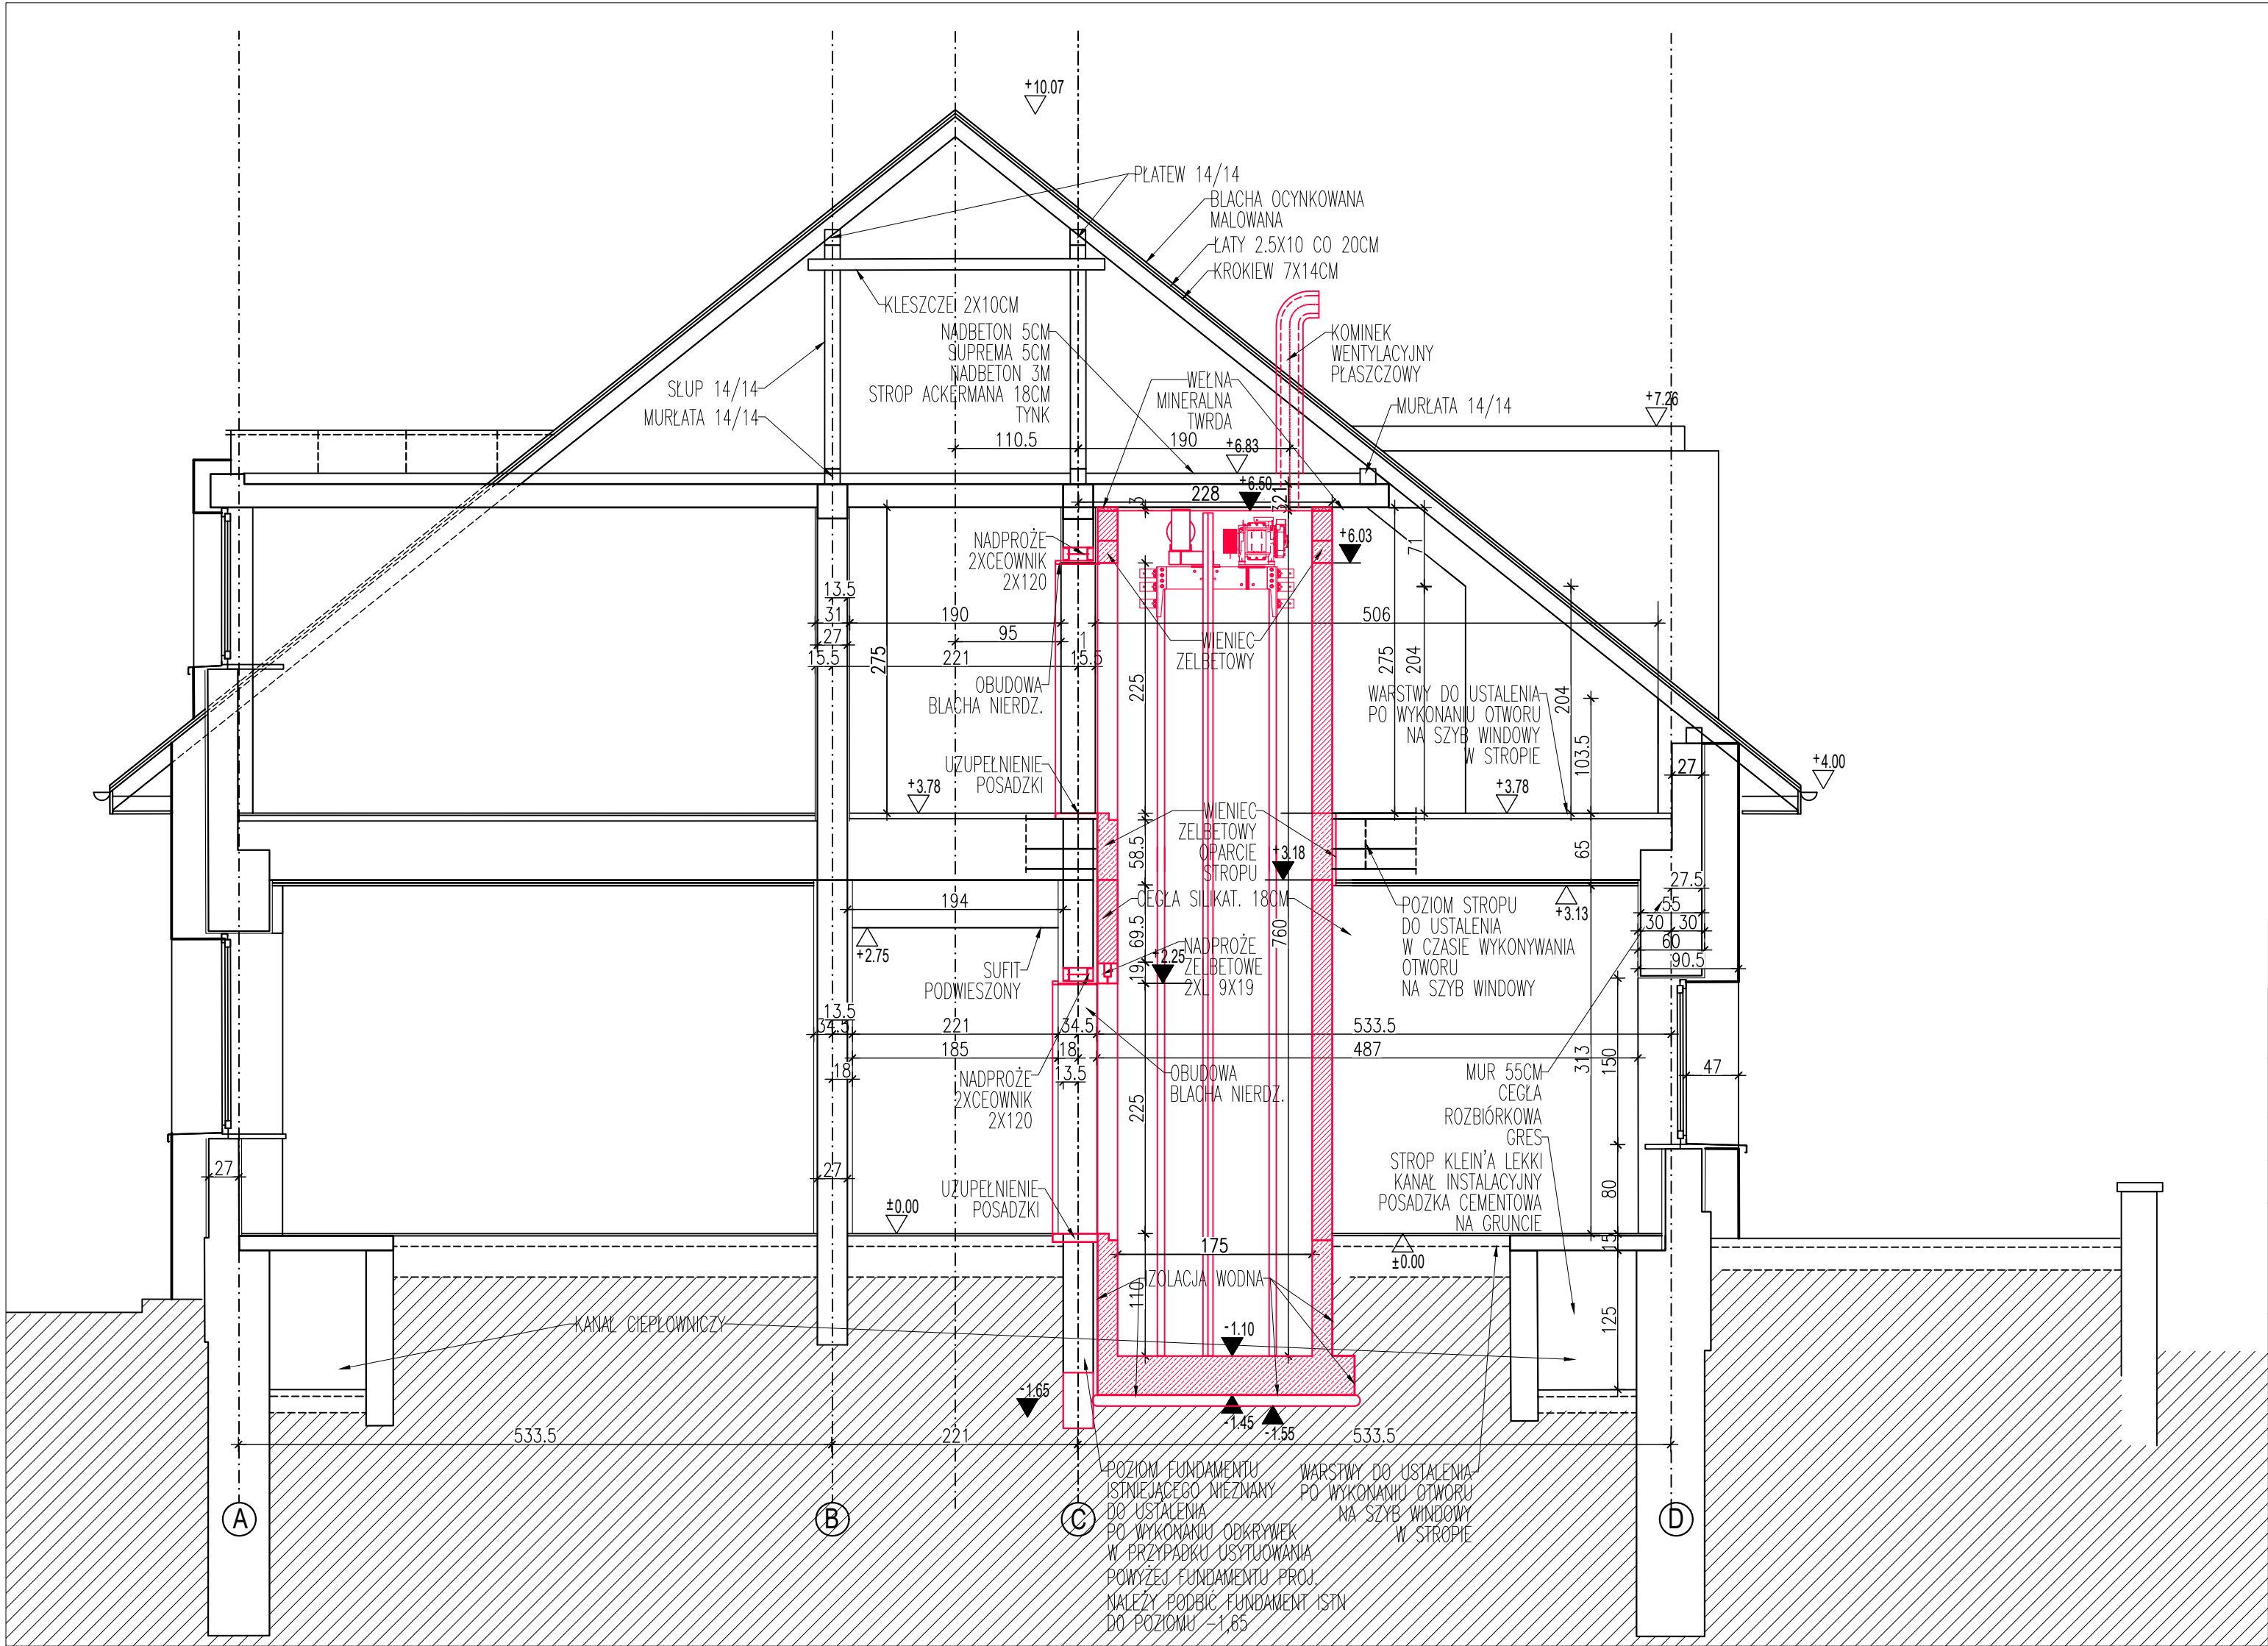 +10.07
PŁATEW 14/14
BLACHA OCYNKOWANA
MALOWANA
ŁATY 2.5X10 CO 20CM
KROKIEW 7X14CM
KLESZCZE 2X10CM
NADBETON 5CM
SUPREMA 5CM
NADBETON 3M
STROP ACKERMANA 18CM
TYNK
KOMINEK
WENTYLACYJNY
PŁASZCZOWY
WEŁNA
MINERALNA
TWRDA
SŁUP 14/14
MURŁATA 14/14
MURŁATA 14/14
+7.26
110.5
190
+6.83
+6.50
228
3
321
+6.03
71
NADPROŻE
2XCEOWNIK
2X120
13.5
31
190
506
27
95
1
15.5
221
15.5
275
225
275
204
204
103.5
WIENIEC
ZELBETOWY
OBUDOWA
BLACHA NIERDZ.
WARSTWY DO USTALENIA
PO WYKONANIU OTWORU
NA SZYB WINDOWY
W STROPIE
UZUPEŁNIENIE
POSADZKI
27
+4.00
+3.78
+3.78
WIENIEC
ZELBETOWY
OPARCIE
STROPU
58.5
+3.18
65
27.5
CEGŁA SILIKAT. 18CM
194
+2.75
SUFIT
PODWIESZONY
69.5
19
+2.25
NADPROŻE
ZELBETOWE
2XL 9X19
760
POZIOM STROPU
DO USTALENIA
W CZASIE WYKONYWANIA
OTWORU
NA SZYB WINDOWY
+3.13
55
30
30
60
90.5
13.5
34.5
221
34.5
533.5
185
18
487
18
13.5
NADPROŻE
2XCEOWNIK
2X120
OBUDOWA
BLACHA NIERDZ.
225
313
150
47
MUR 55CM
CEGŁA
ROZBIÓRKOWA
GRES
STROP KLEIN'A LEKKI
KANAŁ INSTALACYJNY
POSADZKA CEMENTOWA
NA GRUNCIE
27
27
UZUPEŁNIENIE
POSADZKI
80
±0.00
175
±0.00
15
IZOLACJA WODNA
110
125
KANAŁ CIEPŁOWNICZY
-1.10
-1.65
-1.45
-1.55
533.5
221
533.5
POZIOM FUNDAMENTU
ISTNIEJĄCEGO NIEZNANY
DO USTALENIA
PO WYKONANIU ODKRYWEK
W PRZYPADKU USYTUOWANIA
POWYŻEJ FUNDAMENTU PROJ.
NALEŻY PODBIĆ FUNDAMENT ISTN
DO POZIOMU -1,65
WARSTWY DO USTALENIA
PO WYKONANIU OTWORU
NA SZYB WINDOWY
W STROPIE
A
B
C
D